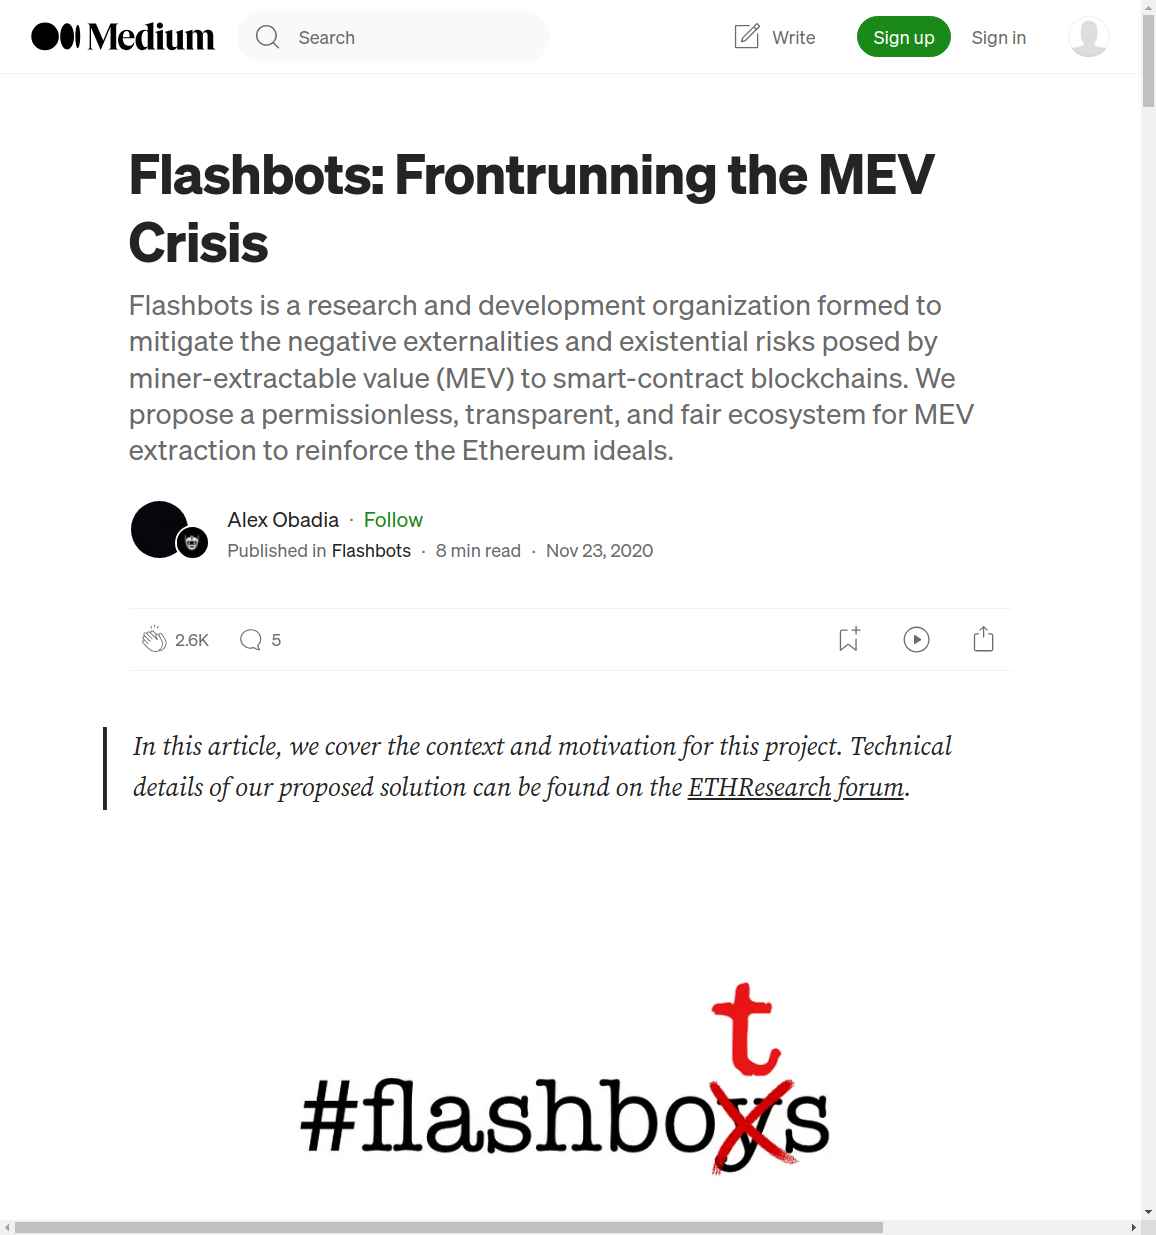 Medium
Search
Write
Sign up
Sign in
Flashbots: Frontrunning the MEV
Crisis
Flashbots is a research and development organization formed to
mitigate the negative externalities and existential risks posed by
miner-extractable value (MEV) to smart-contract blockchains. We
propose a permissionless, transparent, and fair ecosystem for MEV
extraction to reinforce the Ethereum ideals.
Alex Obadia · Follow
Published in Flashbots · 8 min read · Nov 23, 2020
2.6K
5
In this article, we cover the context and motivation for this project. Technical
details of our proposed solution can be found on the ETHResearch forum.
t
#flashboys